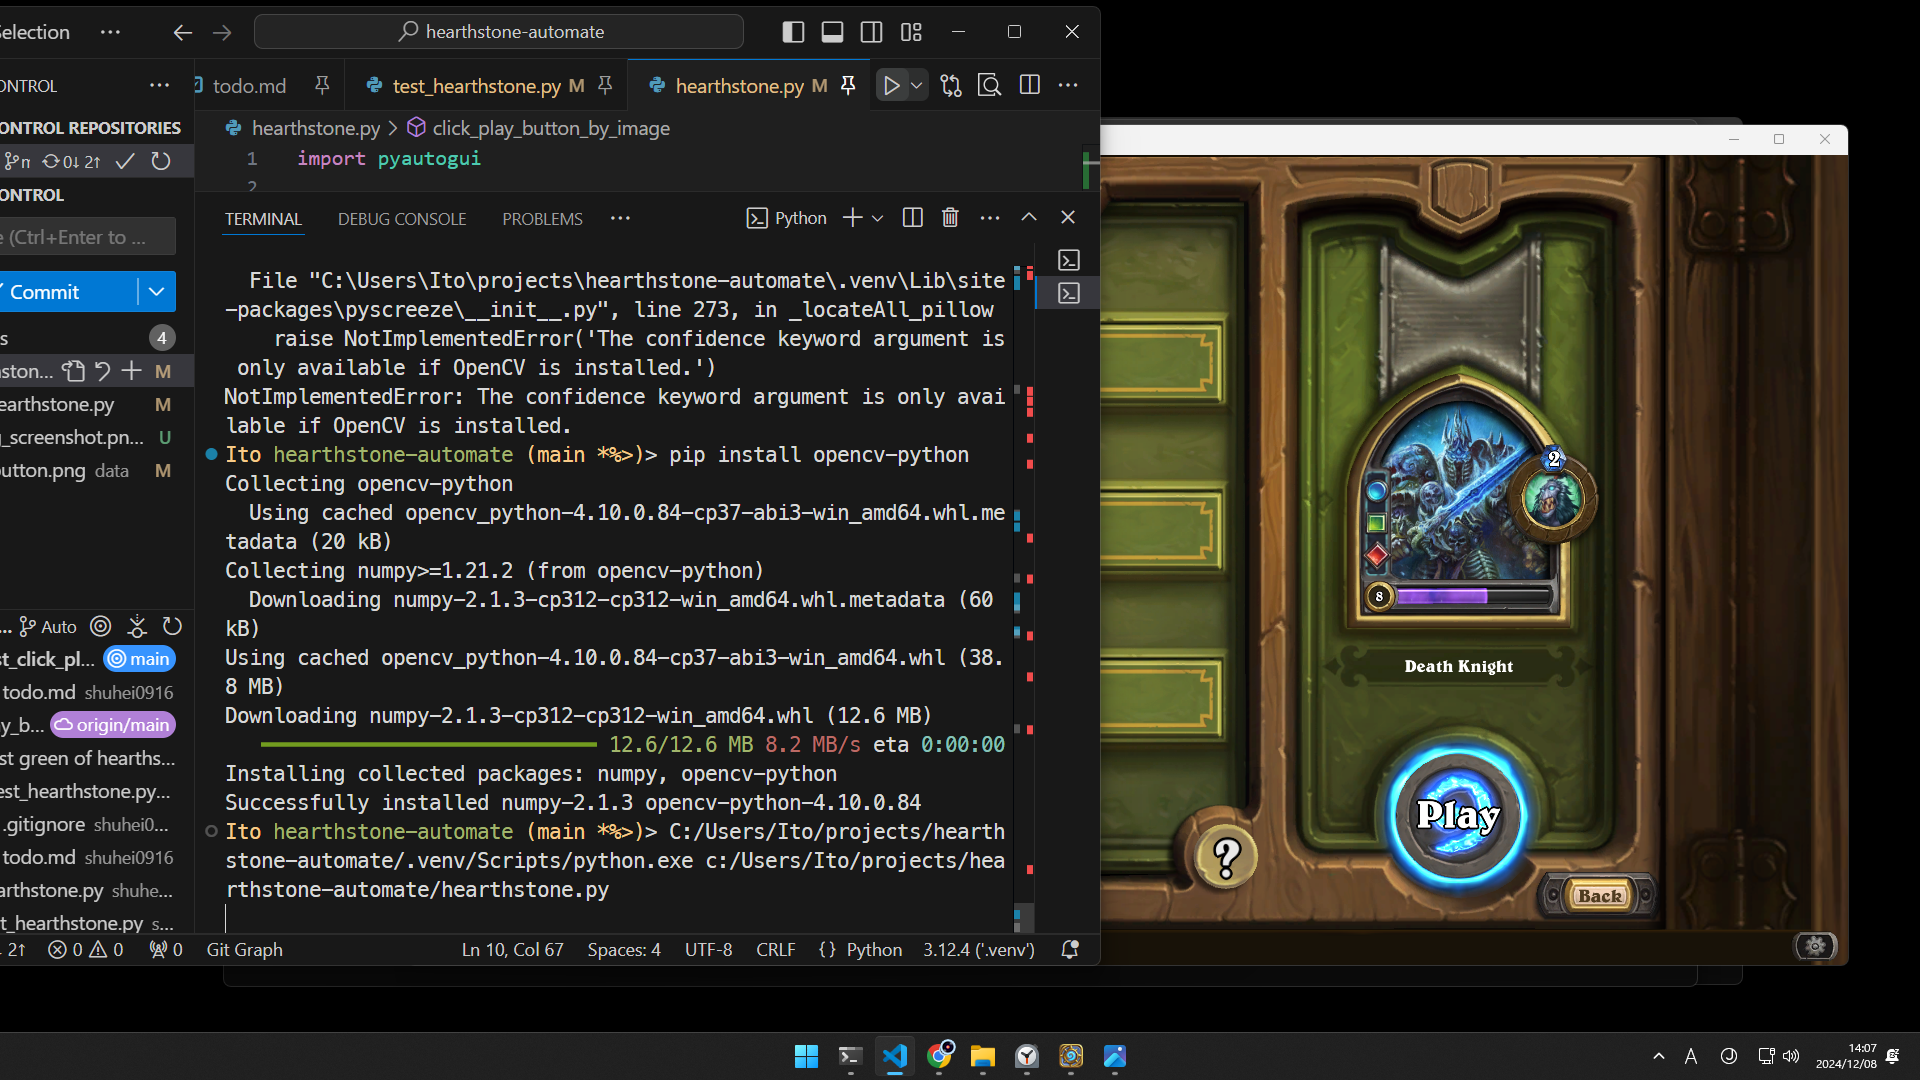 Selection
hearthstone-automate
ONTROL
todo.md
test_hearthstone.py M
hearthstone.py M
ONTROL REPOSITORIES
hearthstone.py > click_play_button_by_image
0↓ 2↑
1 import pyautogui
2
ONTROL
e (Ctrl+Enter to ...
Commit
TERMINAL DEBUG CONSOLE PROBLEMS
Python
s 4
ston... M
earthstone.py M
_screenshot.pn... U
utton.png data M
File "C:\Users\Ito\projects\hearthstone-automate\.venv\Lib\site
-packages\pyscreeze\__init__.py", line 273, in _locateAll_pillow
raise NotImplementedError('The confidence keyword argument is
only available if OpenCV is installed.')
NotImplementedError: The confidence keyword argument is only avai
lable if OpenCV is installed.
Ito hearthstone-automate (main *%>)> pip install opencv-python
Collecting opencv-python
Using cached opencv_python-4.10.0.84-cp37-abi3-win_amd64.whl.me
tadata (20 kB)
Collecting numpy>=1.21.2 (from opencv-python)
Downloading numpy-2.1.3-cp312-cp312-win_amd64.whl.metadata (60
kB)
Using cached opencv_python-4.10.0.84-cp37-abi3-win_amd64.whl (38.
8 MB)
Downloading numpy-2.1.3-cp312-cp312-win_amd64.whl (12.6 MB)
12.6/12.6 MB 8.2 MB/s eta 0:00:00
Installing collected packages: numpy, opencv-python
Successfully installed numpy-2.1.3 opencv-python-4.10.0.84
Ito hearthstone-automate (main *%>)> C:/Users/Ito/projects/hearth
stone-automate/.venv/Scripts/python.exe c:/Users/Ito/projects/hea
rthstone-automate/hearthstone.py
... Auto
t_click_pl... main
todo.md shuhei0916
y_b... origin/main
st green of hearths...
est_hearthstone.py...
.gitignore shuhei0...
todo.md shuhei0916
arthstone.py shuhe...
t_hearthstone.py s...
2↑ 0 0 0 Git Graph
Ln 10, Col 67 Spaces: 4 UTF-8 CRLF {} Python 3.12.4 ('.venv')
2
8
Death Knight
Play
?
Back
A
14:07
2024/12/08